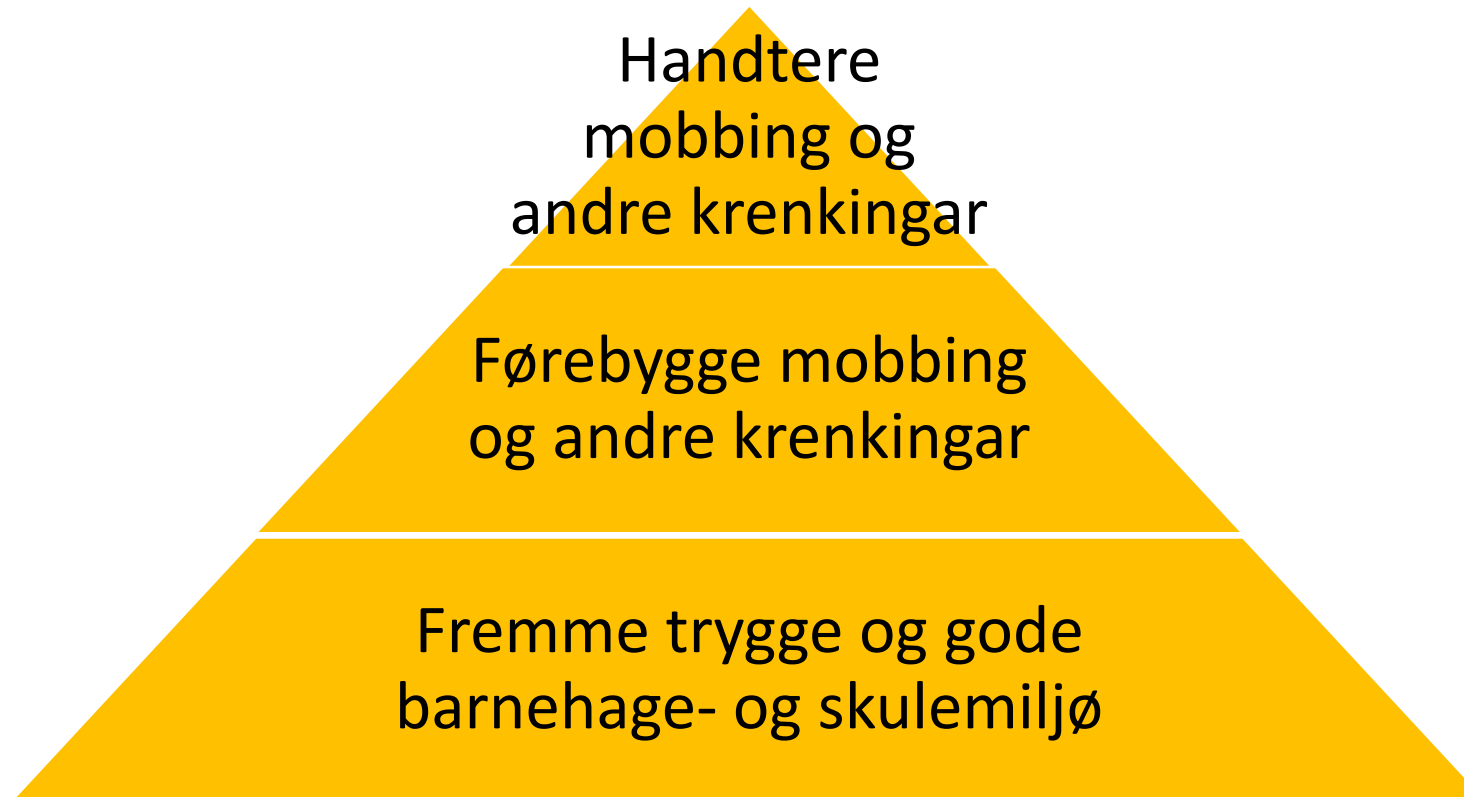 Handtere
mobbing og
andre krenkingar
Førebygge mobbing
og andre krenkingar
Fremme trygge og gode
barnehage- og skulemiljø